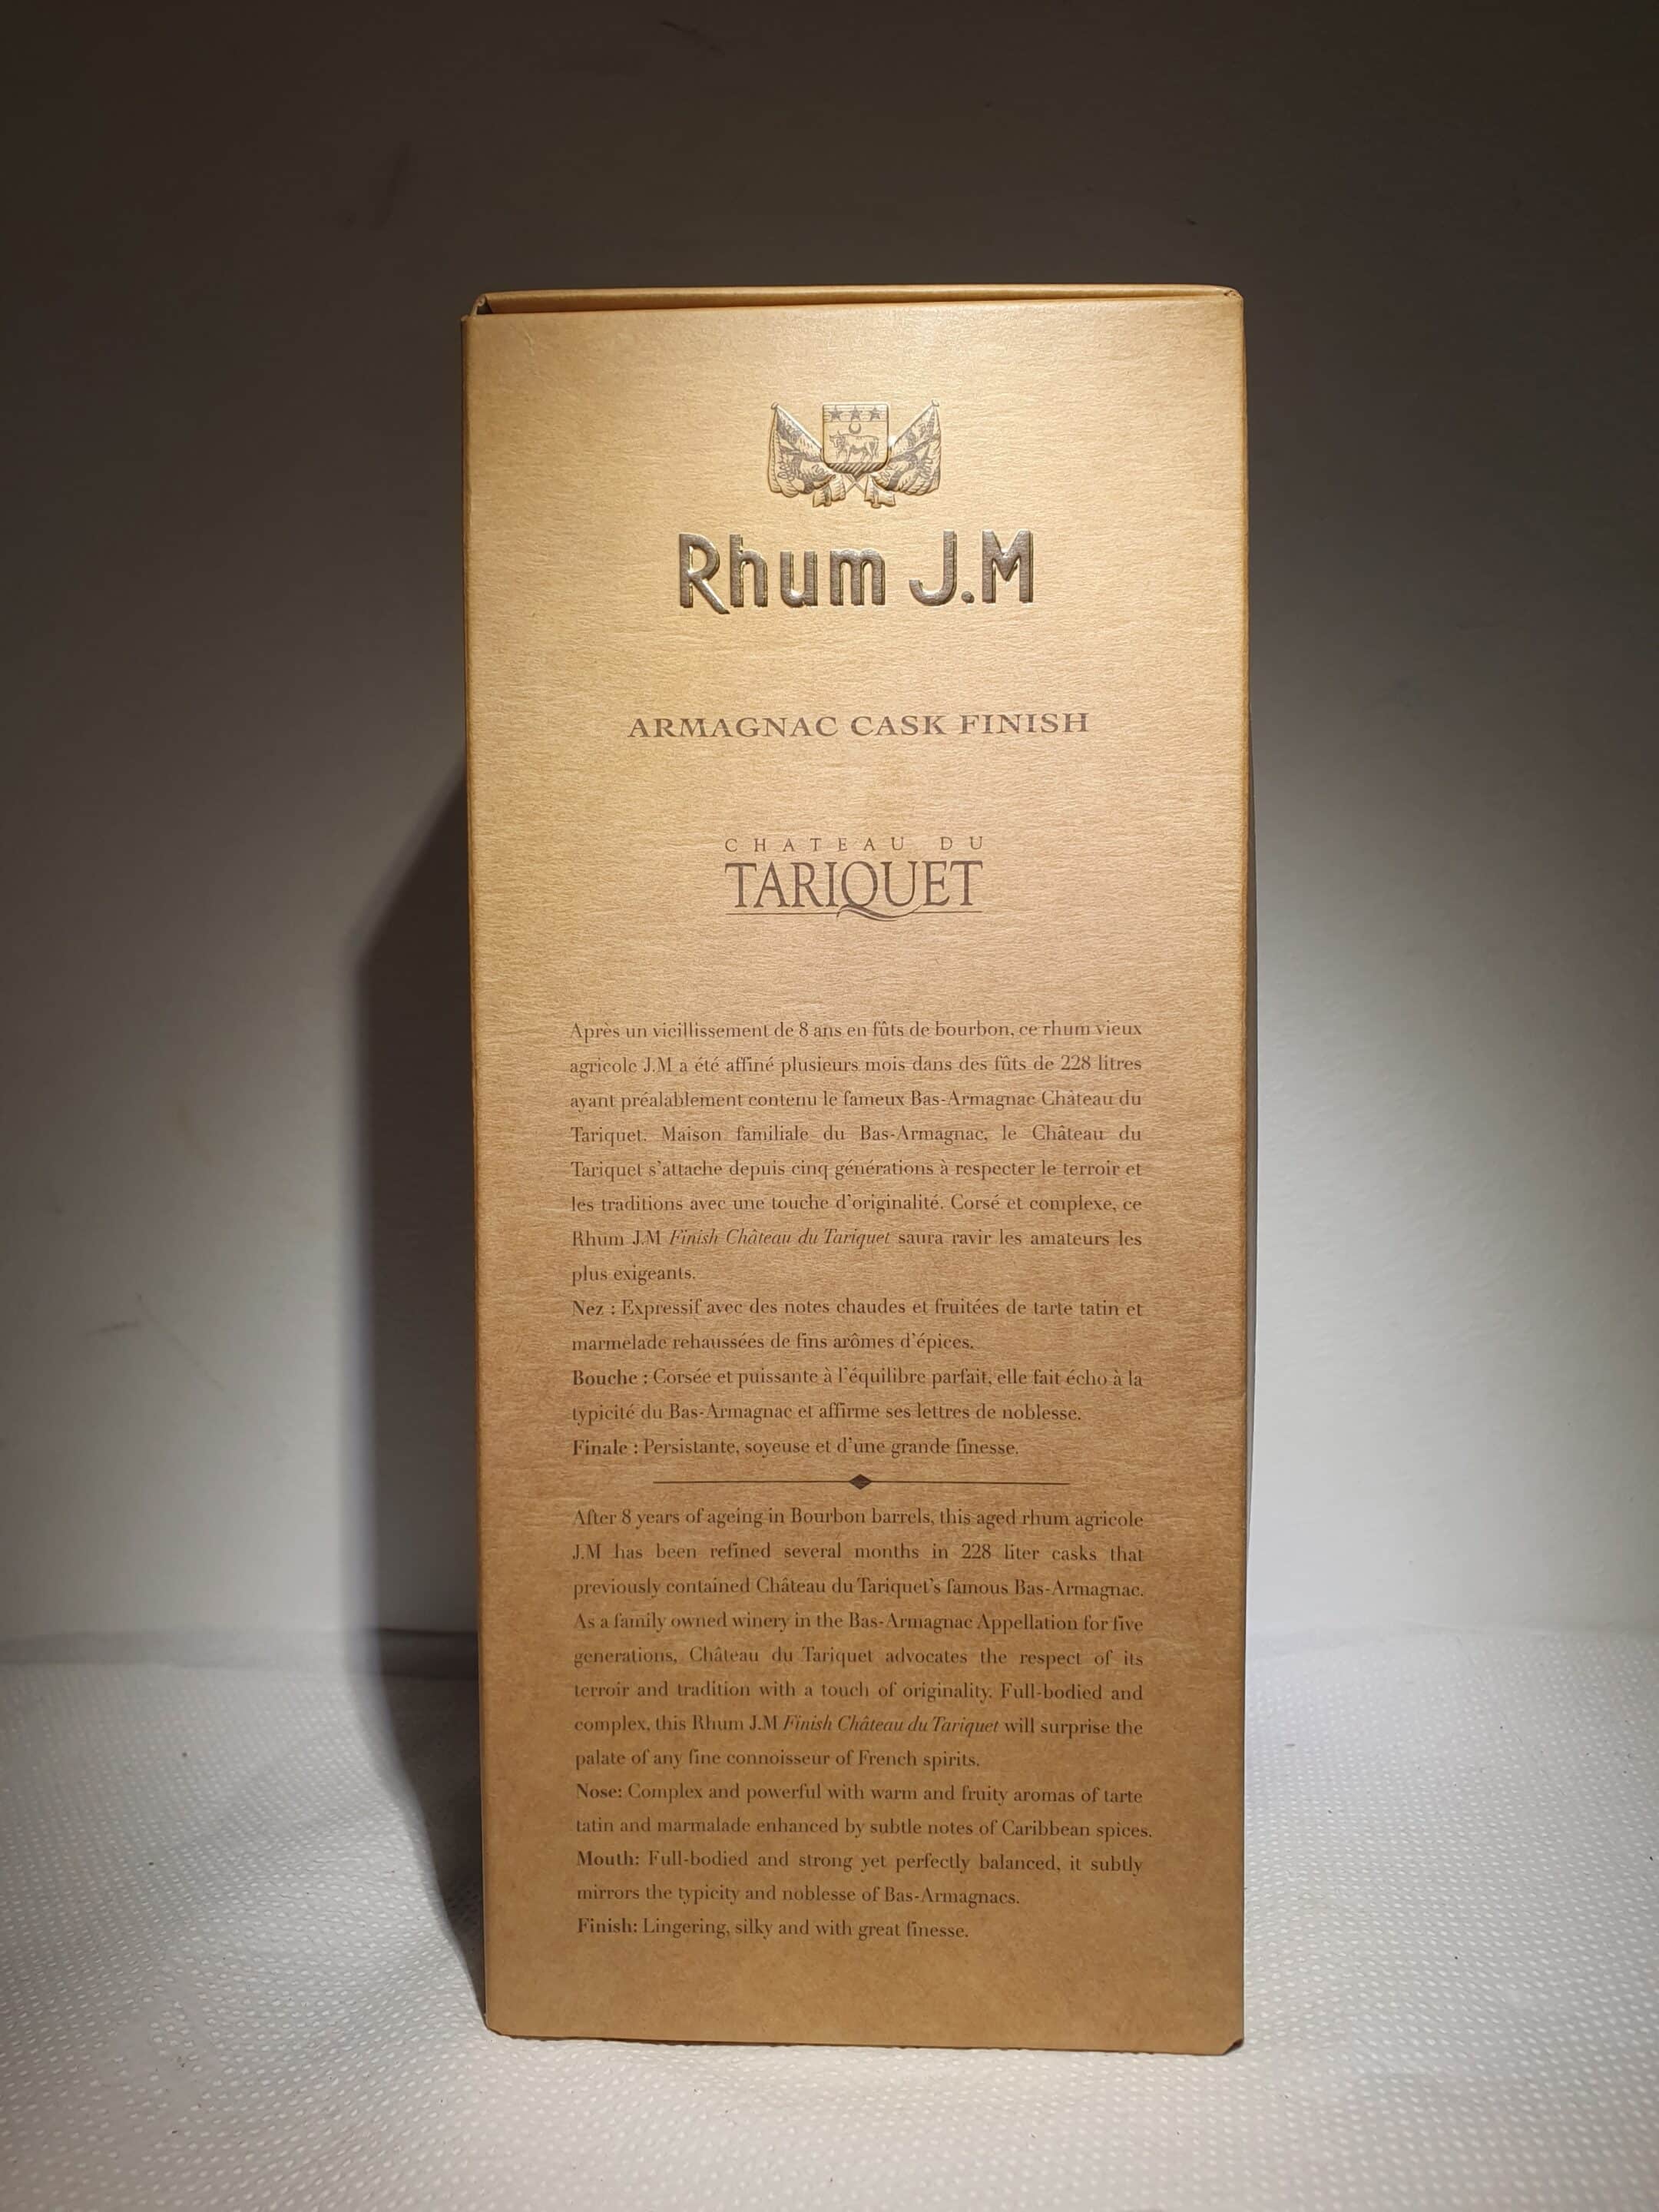 Rhum J.M
ARMAGNAC CASK FINISH
CHATEAU DU
TARIQUET
Après un vieillissement de 8 ans en fûts de bourbon, ce rhum vieux
agricole J.M a été affiné plusieurs mois dans des fûts de 228 litres
ayant préalablement contenu le fameux Bas-Armagnac Château du
Tariquet. Maison familiale du Bas-Armagnac, le Château du
Tariquet s'attache depuis cinq générations à respecter le terroir et
les traditions avec une touche d'originalité. Corsé et complexe, ce
Rhum J.M Finish Château du Tariquet saura ravir les amateurs les
plus exigeants.
Nez : Expressif avec des notes chaudes et fruitées de tarte tatin et
marmelade rehaussées de fins arômes d'épices.
Bouche : Corsée et puissante à l'équilibre parfait, elle fait écho à la
typicité du Bas-Armagnac et affirme ses lettres de noblesse.
Finale : Persistante, soyeuse et d'une grande finesse.
After 8 years of ageing in Bourbon barrels, this aged rhum agricole
J.M has been refined several months in 228 liter casks that
previously contained Château du Tariquet's famous Bas-Armagnac.
As a family owned winery in the Bas-Armagnac Appellation for five
generations, Château du Tariquet advocates the respect of its
terroir and tradition with a touch of originality. Full-bodied and
complex, this Rhum J.M Finish Château du Tariquet will surprise the
palate of any fine connoisseur of French spirits.
Nose: Complex and powerful with warm and fruity aromas of tarte
tatin and marmalade enhanced by subtle notes of Caribbean spices.
Mouth: Full-bodied and strong yet perfectly balanced, it subtly
mirrors the typicity and noblesse of Bas-Armagnacs.
Finish: Lingering, silky and with great finesse.